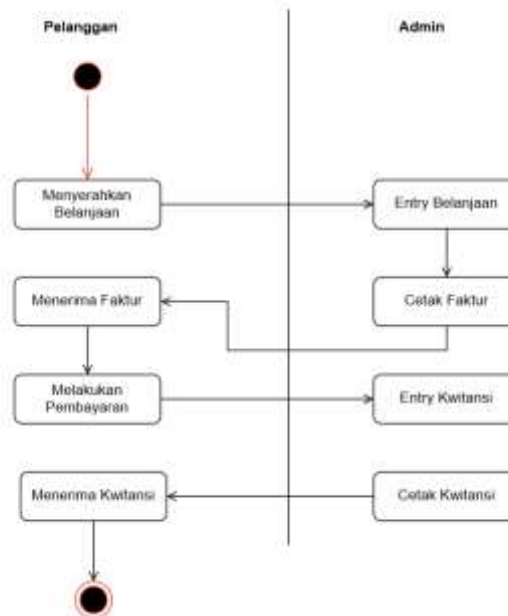 Pelanggan
Admin
Menyerahkan
Belanjaan
Entry Belanjaan
Menerima Faktur
Cetak Faktur
Melakukan
Pembayaran
Entry Kwitansi
Menerima Kwitansi
Cetak Kwitansi